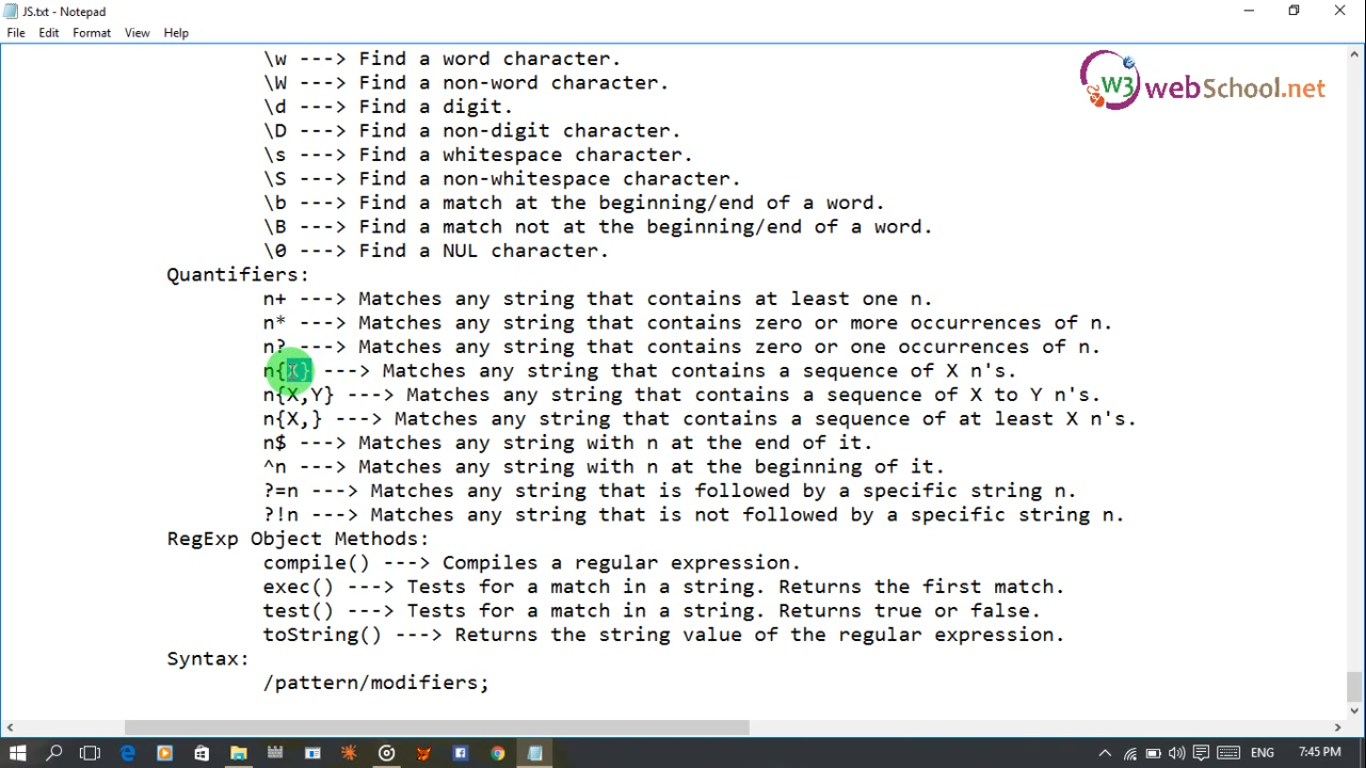 JS.txt - Notepad
File Edit Format View Help
W3 webSchool.net
\w ---> Find a word character.
\W ---> Find a non-word character.
\d ---> Find a digit.
\D ---> Find a non-digit character.
\s ---> Find a whitespace character.
\S ---> Find a non-whitespace character.
\b ---> Find a match at the beginning/end of a word.
\B ---> Find a match not at the beginning/end of a word.
\0 ---> Find a NUL character.
Quantifiers:
n+ ---> Matches any string that contains at least one n.
n* ---> Matches any string that contains zero or more occurrences of n.
n? ---> Matches any string that contains zero or one occurrences of n.
n{X} ---> Matches any string that contains a sequence of X n's.
n{X,Y} ---> Matches any string that contains a sequence of X to Y n's.
n{X,} ---> Matches any string that contains a sequence of at least X n's.
n$ ---> Matches any string with n at the end of it.
^n ---> Matches any string with n at the beginning of it.
?=n ---> Matches any string that is followed by a specific string n.
?!n ---> Matches any string that is not followed by a specific string n.
RegExp Object Methods:
compile() ---> Compiles a regular expression.
exec() ---> Tests for a match in a string. Returns the first match.
test() ---> Tests for a match in a string. Returns true or false.
toString() ---> Returns the string value of the regular expression.
Syntax:
/pattern/modifiers;
ENG 7:45 PM